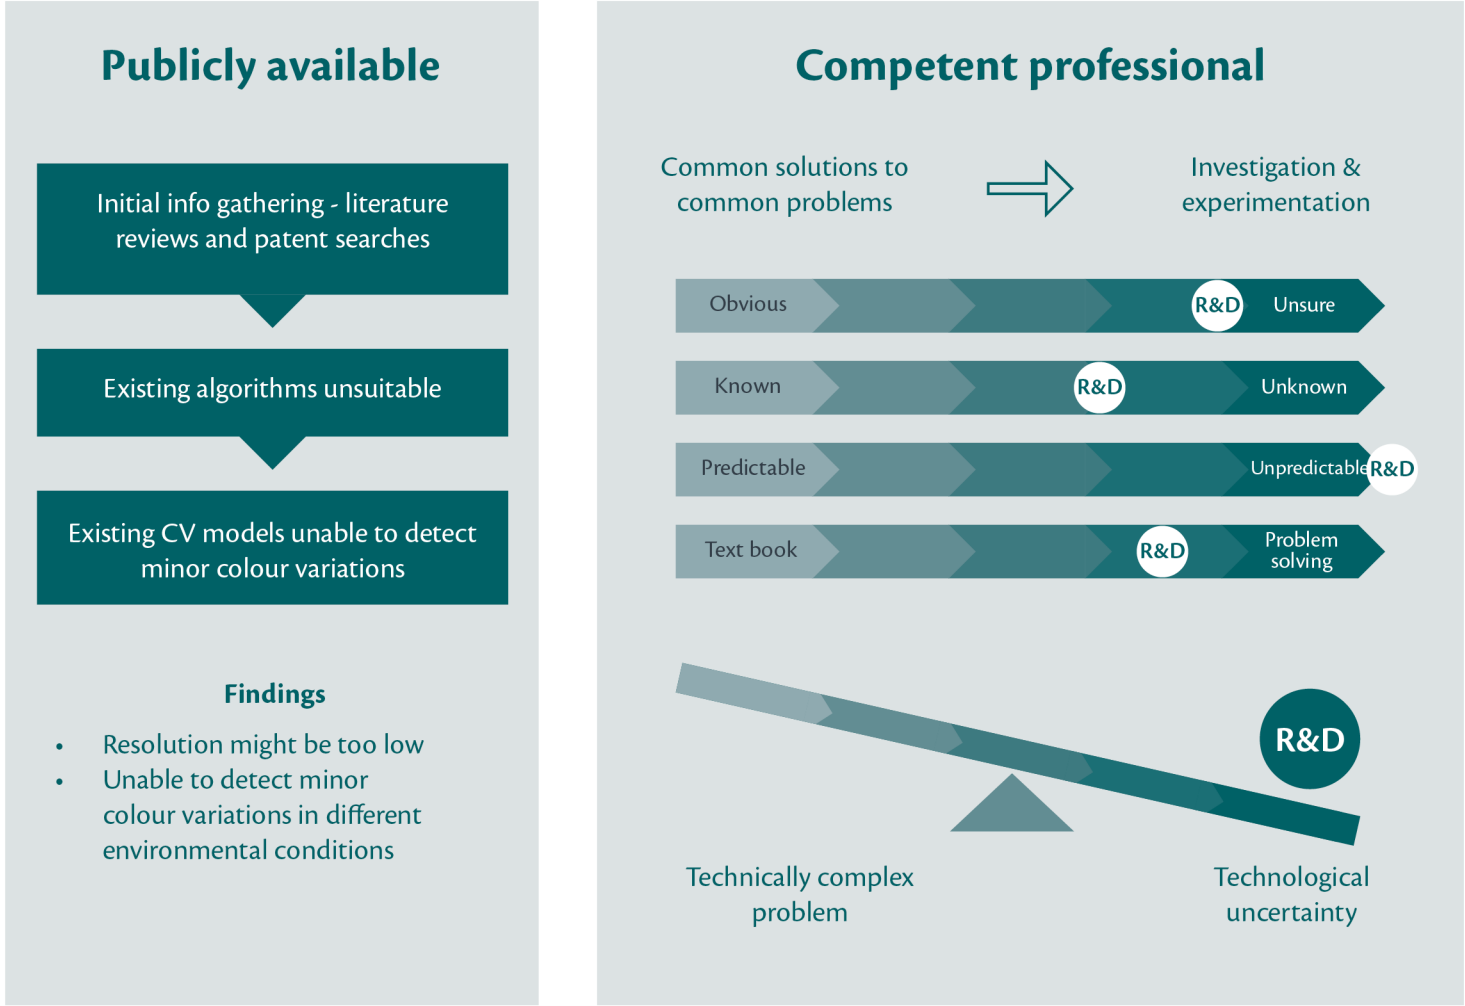 Publicly available
Initial info gathering - literature
reviews and patent searches
Existing algorithms unsuitable
Existing CV models unable to detect
minor colour variations
Findings
• Resolution might be too low
• Unable to detect minor
colour variations in different
environmental conditions
Competent professional
Common solutions to
common problems
Investigation &
experimentation
Obvious R&D Unsure
Known R&D Unknown
Predictable Unpredictable R&D
Text book R&D Problem
solving
R&D
Technically complex
problem
Technological
uncertainty